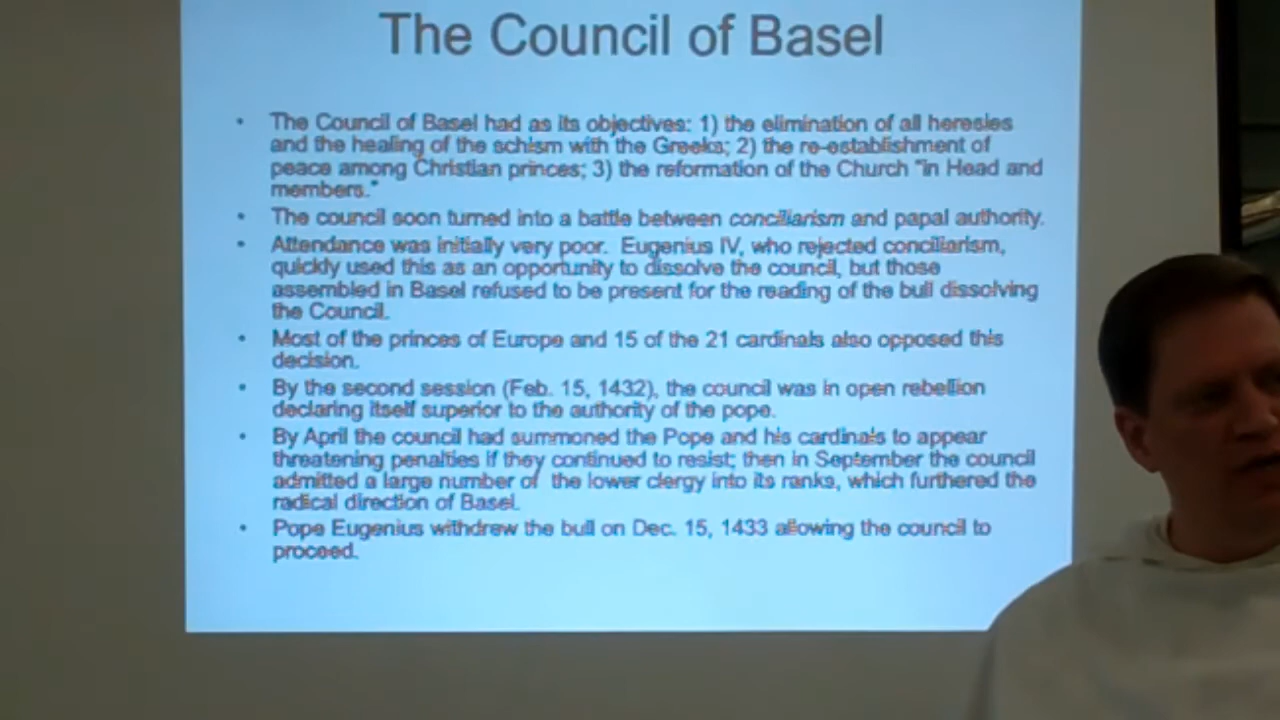 The Council of Basel
• The Council of Basel had as its objectives: 1) the elimination of all heresies
and the healing of the schism with the Greeks; 2) the re-establishment of
peace among Christian princes; 3) the reformation of the Church "in Head and
members."
• The council soon turned into a battle between conciliarism and papal authority.
• Attendance was initially very poor. Eugenius IV, who rejected conciliarism,
quickly used this as an opportunity to dissolve the council, but those
assembled in Basel refused to be present for the reading of the bull dissolving
the Council.
• Most of the princes of Europe and 15 of the 21 cardinals also opposed this
decision.
• By the second session (Feb. 15, 1432), the council was in open rebellion
declaring itself superior to the authority of the pope.
• By April the council had summoned the Pope and his cardinals to appear
threatening penalties if they continued to resist; then in September the council
admitted a large number of the lower clergy into its ranks, which furthered the
radical direction of Basel.
• Pope Eugenius withdrew the bull on Dec. 15, 1433 allowing the council to
proceed.